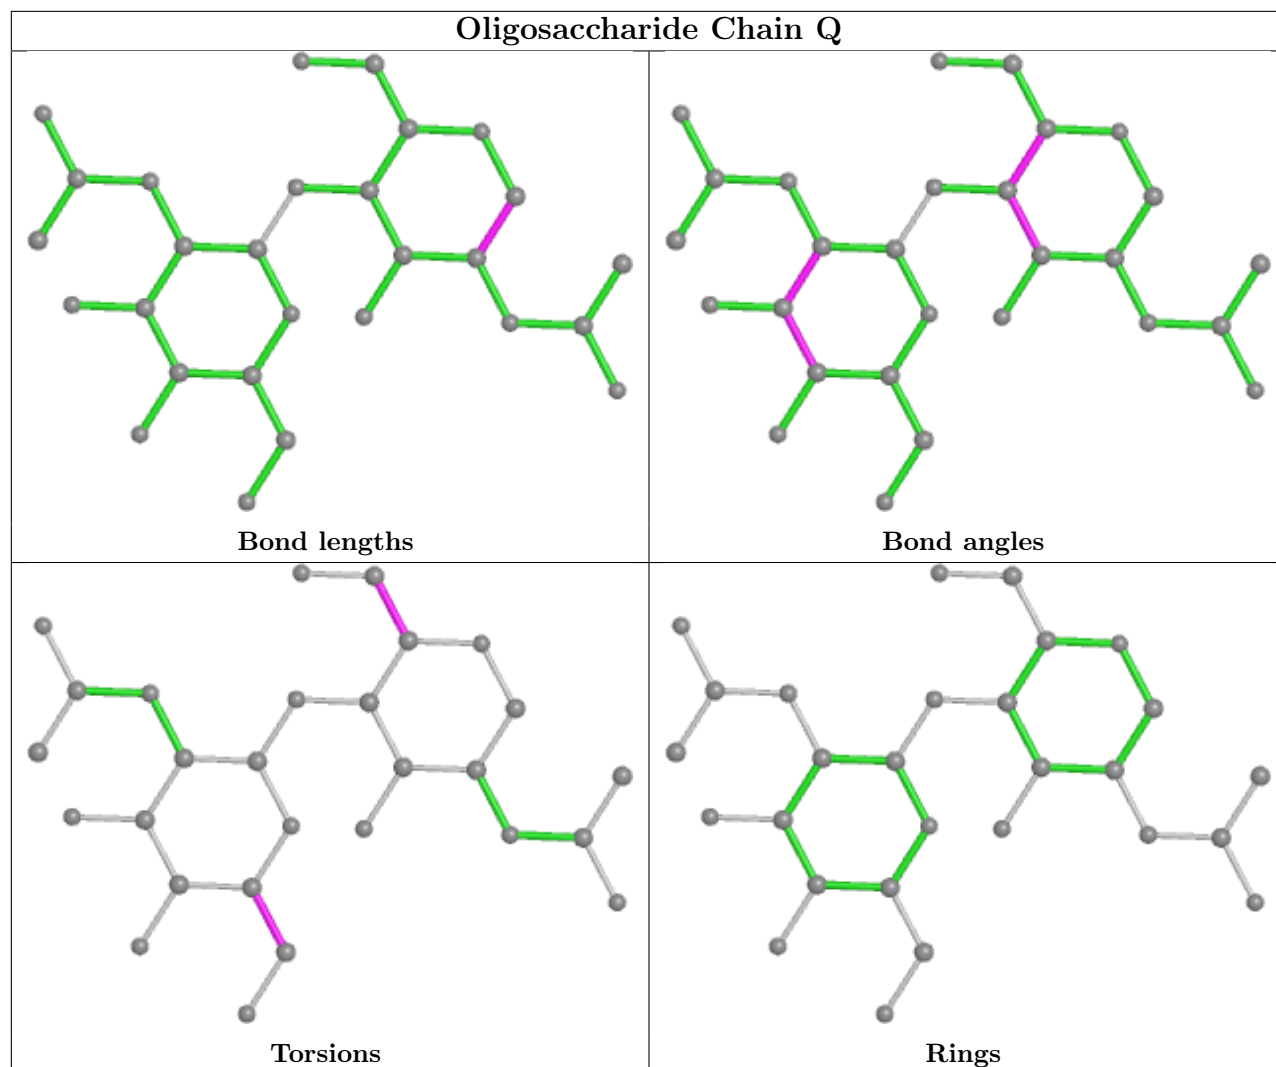 Oligosaccharide Chain Q
Bond lengths
Bond angles
Torsions
Rings